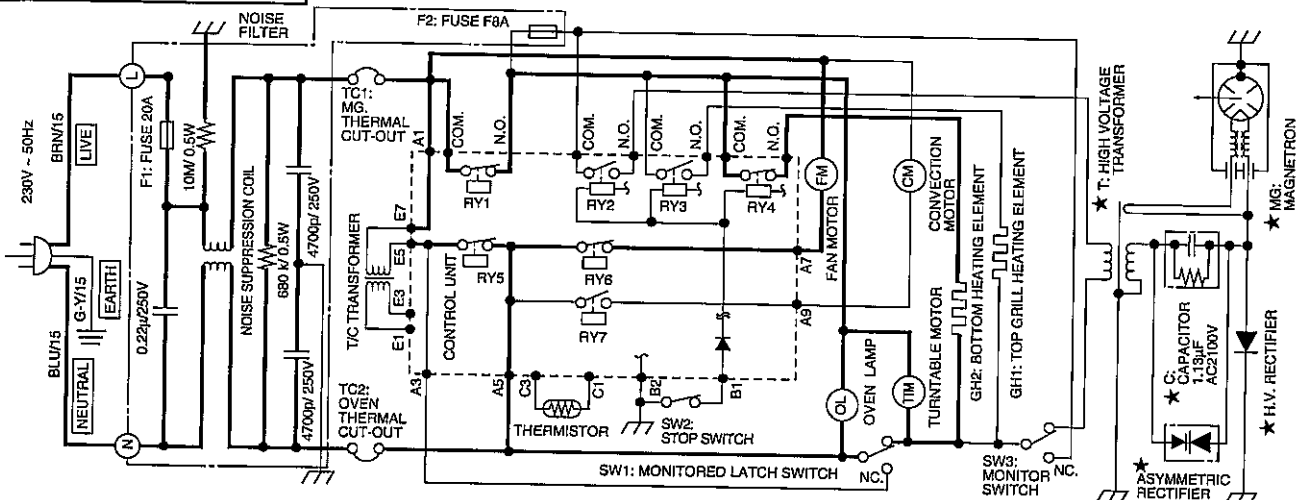 NOISE
FILTER
F2: FUSE F8A
230V ~ 50Hz
BRN/15
LIVE
BLU/15
NEUTRAL
G-Y/15
EARTH
L
N
F1: FUSE 20A
10M/ 0.5W
0.22µ/250V
NOISE SUPPRESSION COIL
680 k/ 0.5W
4700p/ 250V
4700p/ 250V
TC1:
MG.
THERMAL
CUT-OUT
TC2:
OVEN
THERMAL
CUT-OUT
T/C TRANSFORMER
CONTROL UNIT
A1
COM.
N.O.
COM.
N.O.
COM.
N.O.
COM.
N.O.
E7
E5
E3
E1
RY1
RY2
RY3
RY4
RY5
RY6
RY7
A3
A5
C3
C1
B2
B1
A7
A9
THERMISTOR
SW2:
STOP SWITCH
FM
FAN MOTOR
CM
CONVECTION
MOTOR
OL
OVEN LAMP
TTM
TURNTABLE MOTOR
GH2: BOTTOM HEATING ELEMENT
GH1: TOP GRILL HEATING ELEMENT
SW1: MONITORED LATCH SWITCH
NC.
SW3:
MONITOR
SWITCH
NC.
★ T: HIGH VOLTAGE
TRANSFORMER
★ C:
CAPACITOR
1.13µF
AC2100V
★
ASYMMETRIC
RECTIFIER
★ H.V. RECTIFIER
★ MG:
MAGNETRON